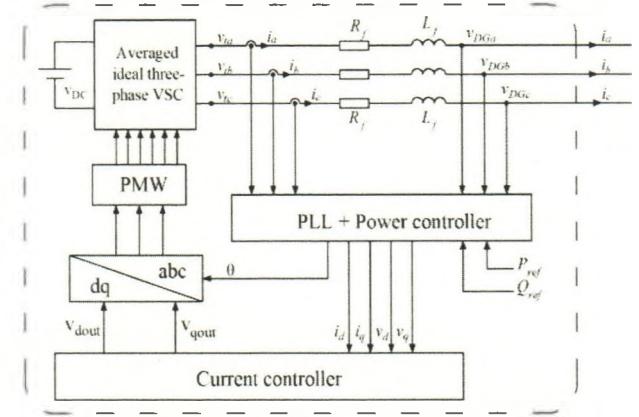 Averaged
ideal three-
phase VSC
v_DC
v_ta
i_a
R_f
L_f
v_DGa
i_a
v_tb
i_b
v_DGb
i_b
v_tc
i_c
R_f
L_f
v_DGc
i_c
PMW
PLL + Power controller
abc
dq
θ
P_ref
Q_ref
V_dout
V_qout
i_d i_q v_d v_q
Current controller